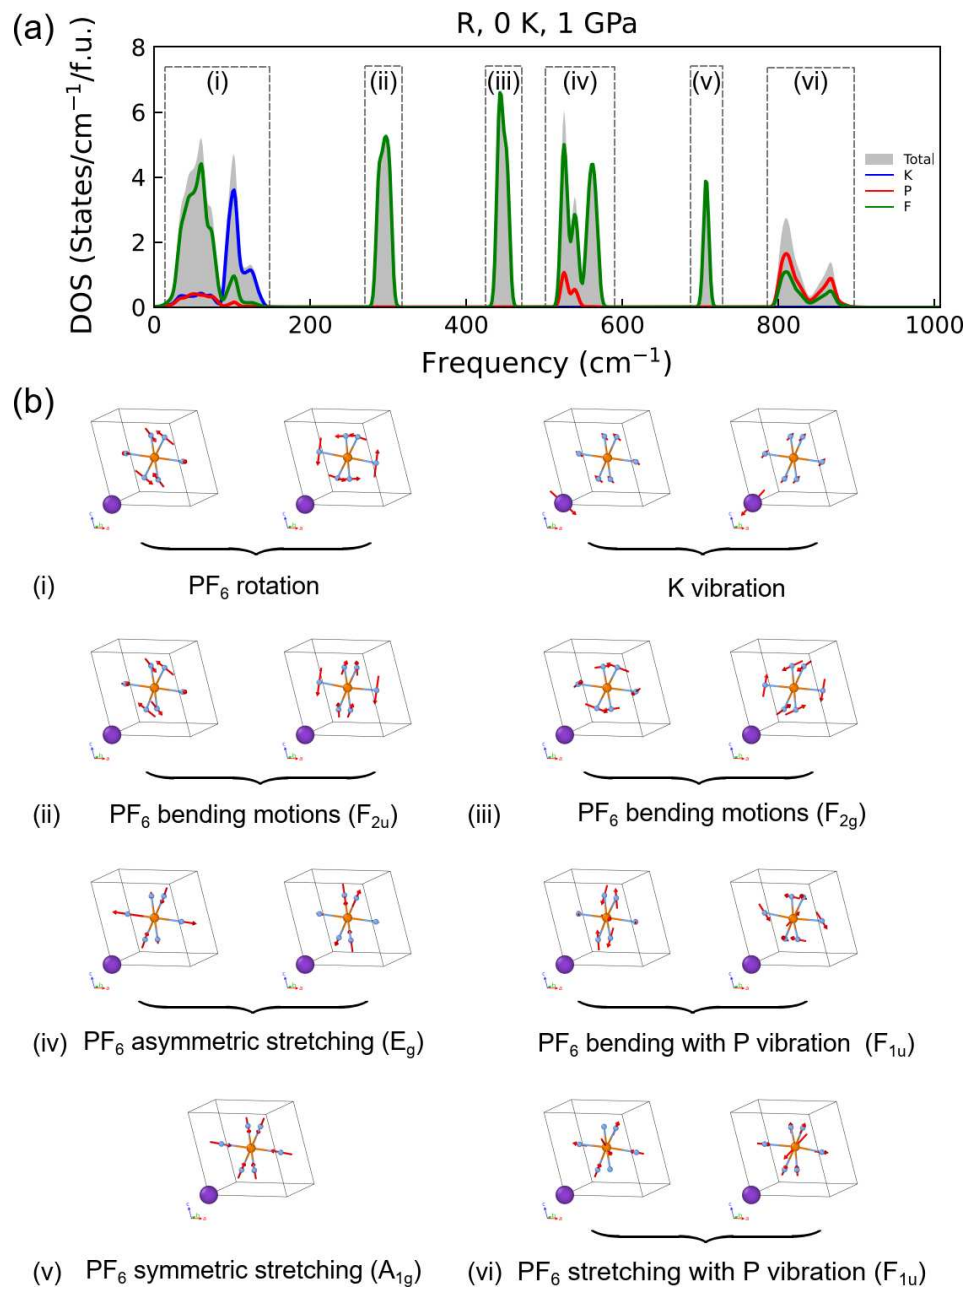 (a)
R, 0 K, 1 GPa
DOS (States/cm⁻¹/f.u.)
8
6
4
2
0
(i) (ii) (iii) (iv) (v) (vi)
Total
K
P
F
0 200 400 600 800 1000
Frequency (cm⁻¹)
(b)
(i) PF₆ rotation K vibration
(ii) PF₆ bending motions (F₂ᵤ) (iii) PF₆ bending motions (F₂g)
(iv) PF₆ asymmetric stretching (Eg) PF₆ bending with P vibration (F₁ᵤ)
(v) PF₆ symmetric stretching (A₁g) (vi) PF₆ stretching with P vibration (F₁ᵤ)